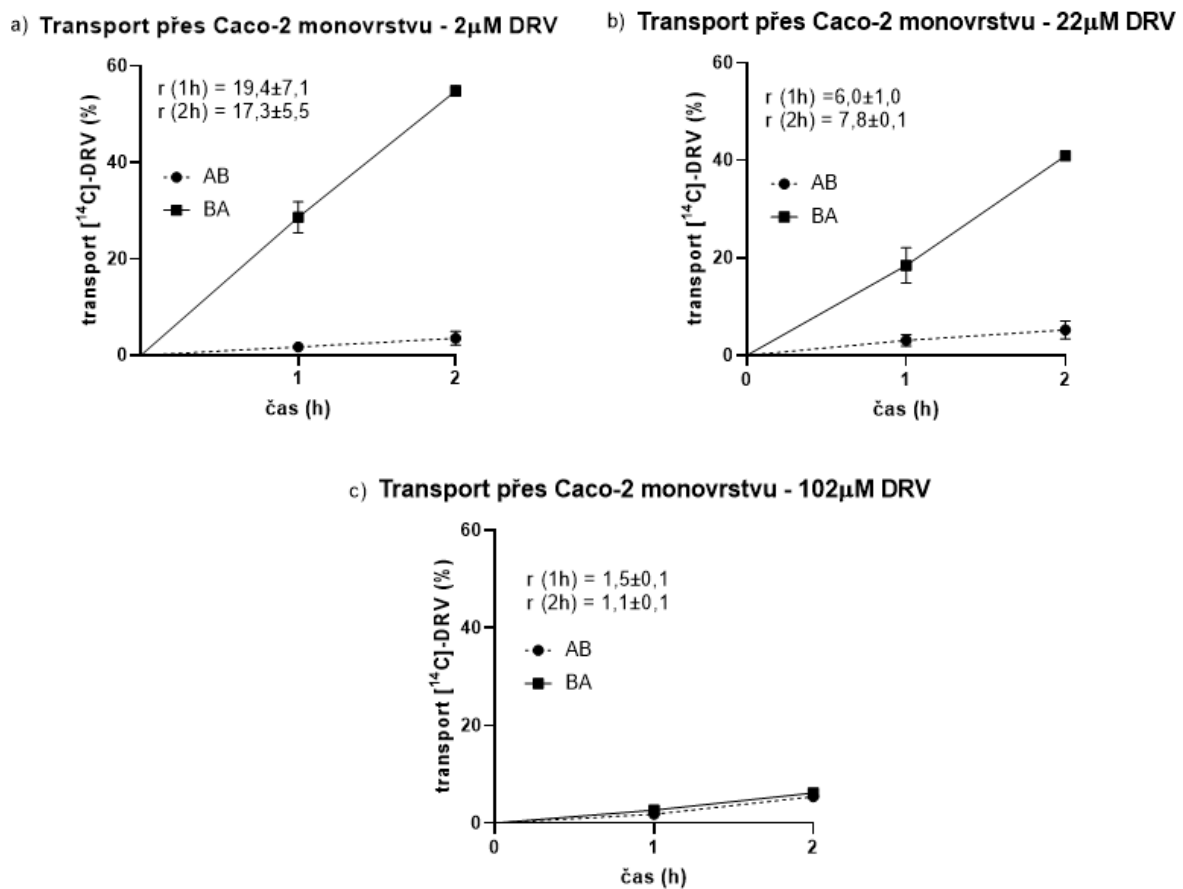 a) Transport přes Caco-2 monovrstvu - 2μM DRV
transport [¹⁴C]-DRV (%)
60
40
20
0
r (1h) = 19,4±7,1
r (2h) = 17,3±5,5
AB
BA
1
2
čas (h)
b) Transport přes Caco-2 monovrstvu - 22μM DRV
transport [¹⁴C]-DRV (%)
60
40
20
0
r (1h) =6,0±1,0
r (2h) = 7,8±0,1
AB
BA
0
1
2
čas (h)
c) Transport přes Caco-2 monovrstvu - 102μM DRV
transport [¹⁴C]-DRV (%)
60
40
20
0
r (1h) = 1,5±0,1
r (2h) = 1,1±0,1
AB
BA
0
1
2
čas (h)